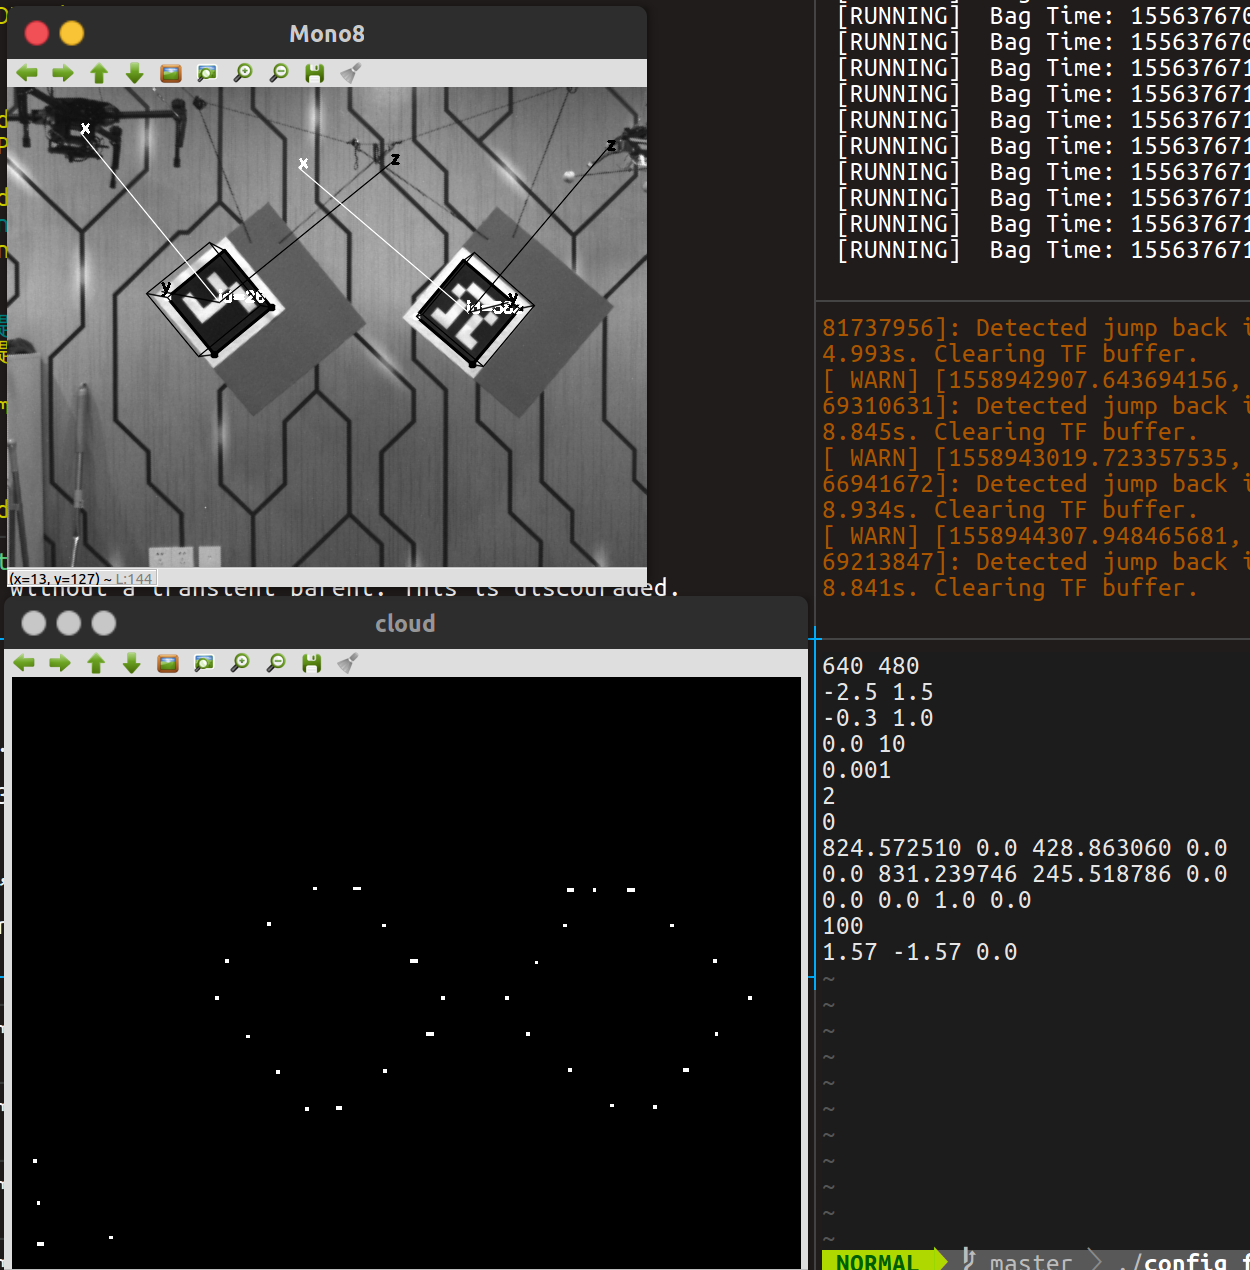 Mono8
x
x
z
z
y
y
id=26
(x=13, y=127) ~ L:144
without a transient parent. This is discouraged.
cloud
[RUNNING] Bag Time: 155637670
[RUNNING] Bag Time: 155637670
[RUNNING] Bag Time: 155637671
[RUNNING] Bag Time: 155637671
[RUNNING] Bag Time: 155637671
[RUNNING] Bag Time: 155637671
[RUNNING] Bag Time: 155637671
[RUNNING] Bag Time: 155637671
[RUNNING] Bag Time: 155637671
[RUNNING] Bag Time: 155637671
81737956]: Detected jump back i
4.993s. Clearing TF buffer.
[ WARN] [1558942907.643694156,
69310631]: Detected jump back i
8.845s. Clearing TF buffer.
[ WARN] [1558943019.723357535,
66941672]: Detected jump back i
8.934s. Clearing TF buffer.
[ WARN] [1558944307.948465681,
69213847]: Detected jump back i
8.841s. Clearing TF buffer.
640 480
-2.5 1.5
-0.3 1.0
0.0 10
0.001
2
0
824.572510 0.0 428.863060 0.0
0.0 831.239746 245.518786 0.0
0.0 0.0 1.0 0.0
100
1.57 -1.57 0.0
~
~
~
~
~
~
~
~
~
~
~
NORMAL master ./config_f